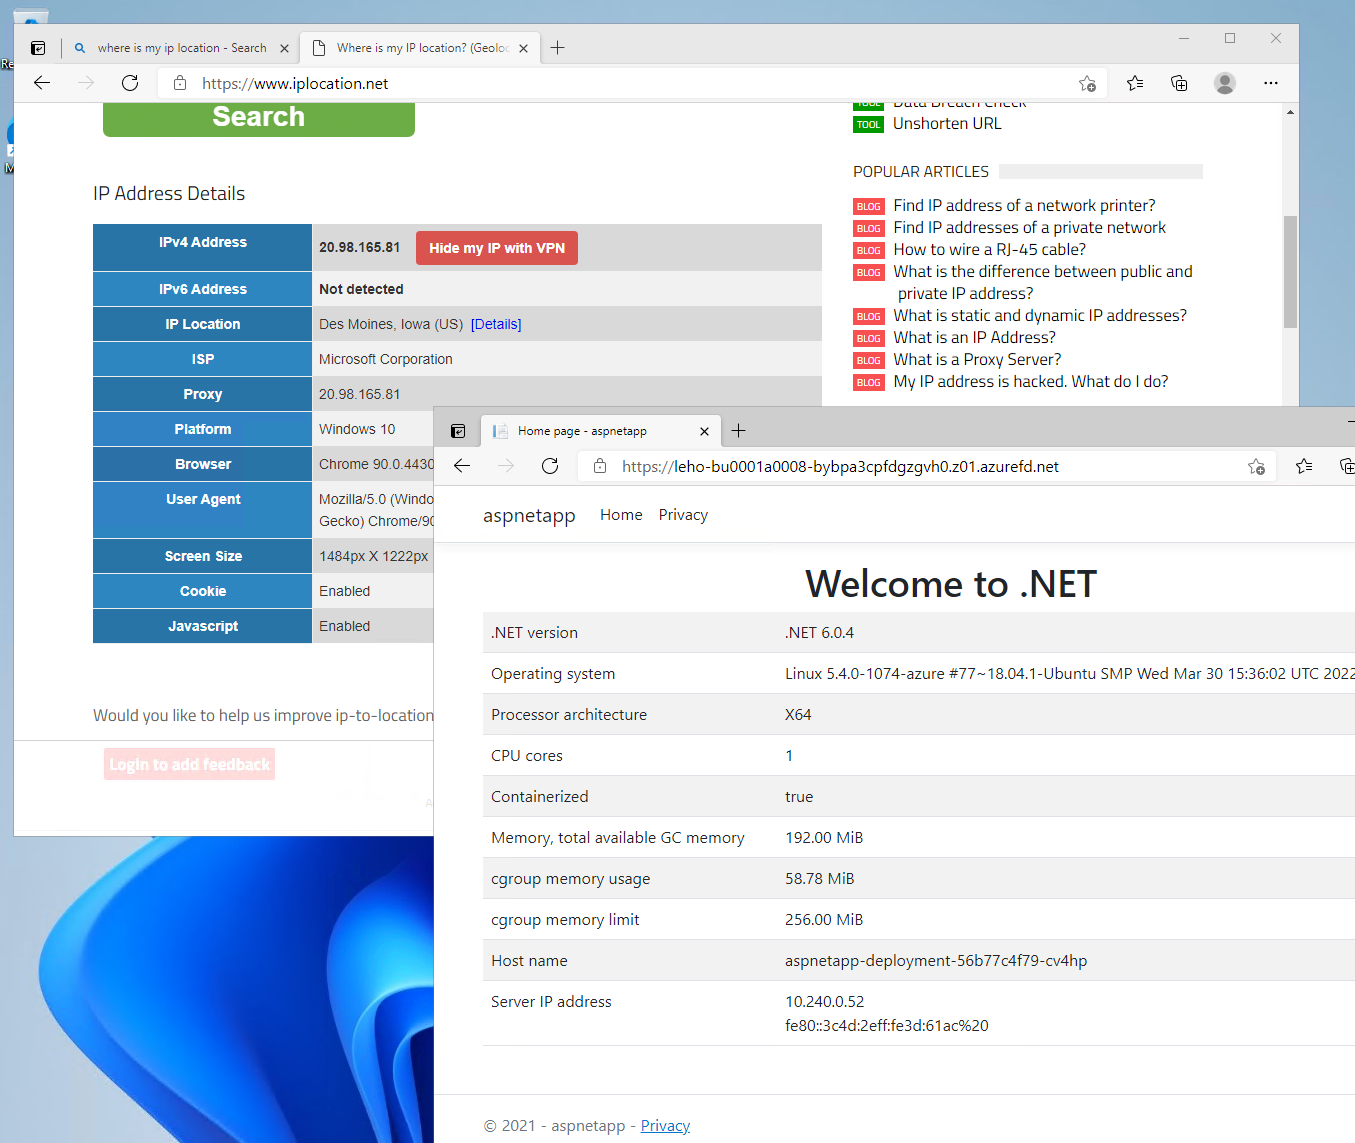 Re
M
where is my ip location - Search
Where is my IP location? (Geoloc
https://www.iplocation.net
Search
IP Address Details
IPv4 Address 20.98.165.81 Hide my IP with VPN
IPv6 Address Not detected
IP Location Des Moines, Iowa (US) [Details]
ISP Microsoft Corporation
Proxy 20.98.165.81
Platform Windows 10
Browser Chrome 90.0.4430
User Agent Mozilla/5.0 (Windo
Gecko) Chrome/90
Screen Size 1484px X 1222px
Cookie Enabled
Javascript Enabled
Would you like to help us improve ip-to-location
Login to add feedback
A
TOOL Data Breach Check
TOOL Unshorten URL
POPULAR ARTICLES
BLOG Find IP address of a network printer?
BLOG Find IP addresses of a private network
BLOG How to wire a RJ-45 cable?
BLOG What is the difference between public and
private IP address?
BLOG What is static and dynamic IP addresses?
BLOG What is an IP Address?
BLOG What is a Proxy Server?
BLOG My IP address is hacked. What do I do?
Home page - aspnetapp
https://leho-bu0001a0008-bybpa3cpfdgzgvh0.z01.azurefd.net
aspnetapp Home Privacy
Welcome to .NET
.NET version .NET 6.0.4
Operating system Linux 5.4.0-1074-azure #77~18.04.1-Ubuntu SMP Wed Mar 30 15:36:02 UTC 2022
Processor architecture X64
CPU cores 1
Containerized true
Memory, total available GC memory 192.00 MiB
cgroup memory usage 58.78 MiB
cgroup memory limit 256.00 MiB
Host name aspnetapp-deployment-56b77c4f79-cv4hp
Server IP address 10.240.0.52
fe80::3c4d:2eff:fe3d:61ac%20
© 2021 - aspnetapp - Privacy